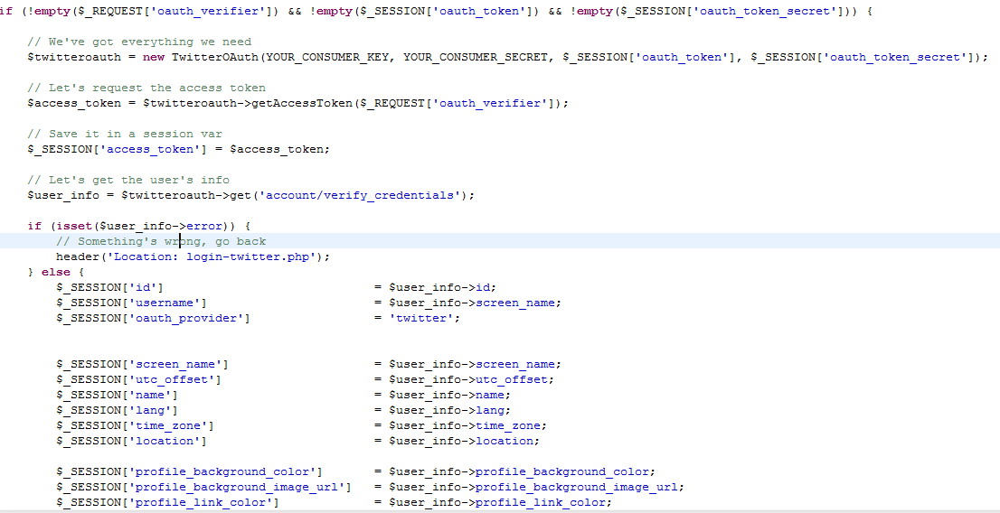 if (!empty($_REQUEST['oauth_verifier']) && !empty($_SESSION['oauth_token']) && !empty($_SESSION['oauth_token_secret'])) {
// We've got everything we need
$twitteroauth = new TwitterOAuth(YOUR_CONSUMER_KEY, YOUR_CONSUMER_SECRET, $_SESSION['oauth_token'], $_SESSION['oauth_token_secret']);
// Let's request the access token
$access_token = $twitteroauth->getAccessToken($_REQUEST['oauth_verifier']);
// Save it in a session var
$_SESSION['access_token'] = $access_token;
// Let's get the user's info
$user_info = $twitteroauth->get('account/verify_credentials');
if (isset($user_info->error)) {
// Something's wrong, go back
header('Location: login-twitter.php');
} else {
$_SESSION['id'] = $user_info->id;
$_SESSION['username'] = $user_info->screen_name;
$_SESSION['oauth_provider'] = 'twitter';
$_SESSION['screen_name'] = $user_info->screen_name;
$_SESSION['utc_offset'] = $user_info->utc_offset;
$_SESSION['name'] = $user_info->name;
$_SESSION['lang'] = $user_info->lang;
$_SESSION['time_zone'] = $user_info->time_zone;
$_SESSION['location'] = $user_info->location;
$_SESSION['profile_background_color'] = $user_info->profile_background_color;
$_SESSION['profile_background_image_url'] = $user_info->profile_background_image_url;
$_SESSION['profile_link_color'] = $user_info->profile_link_color;